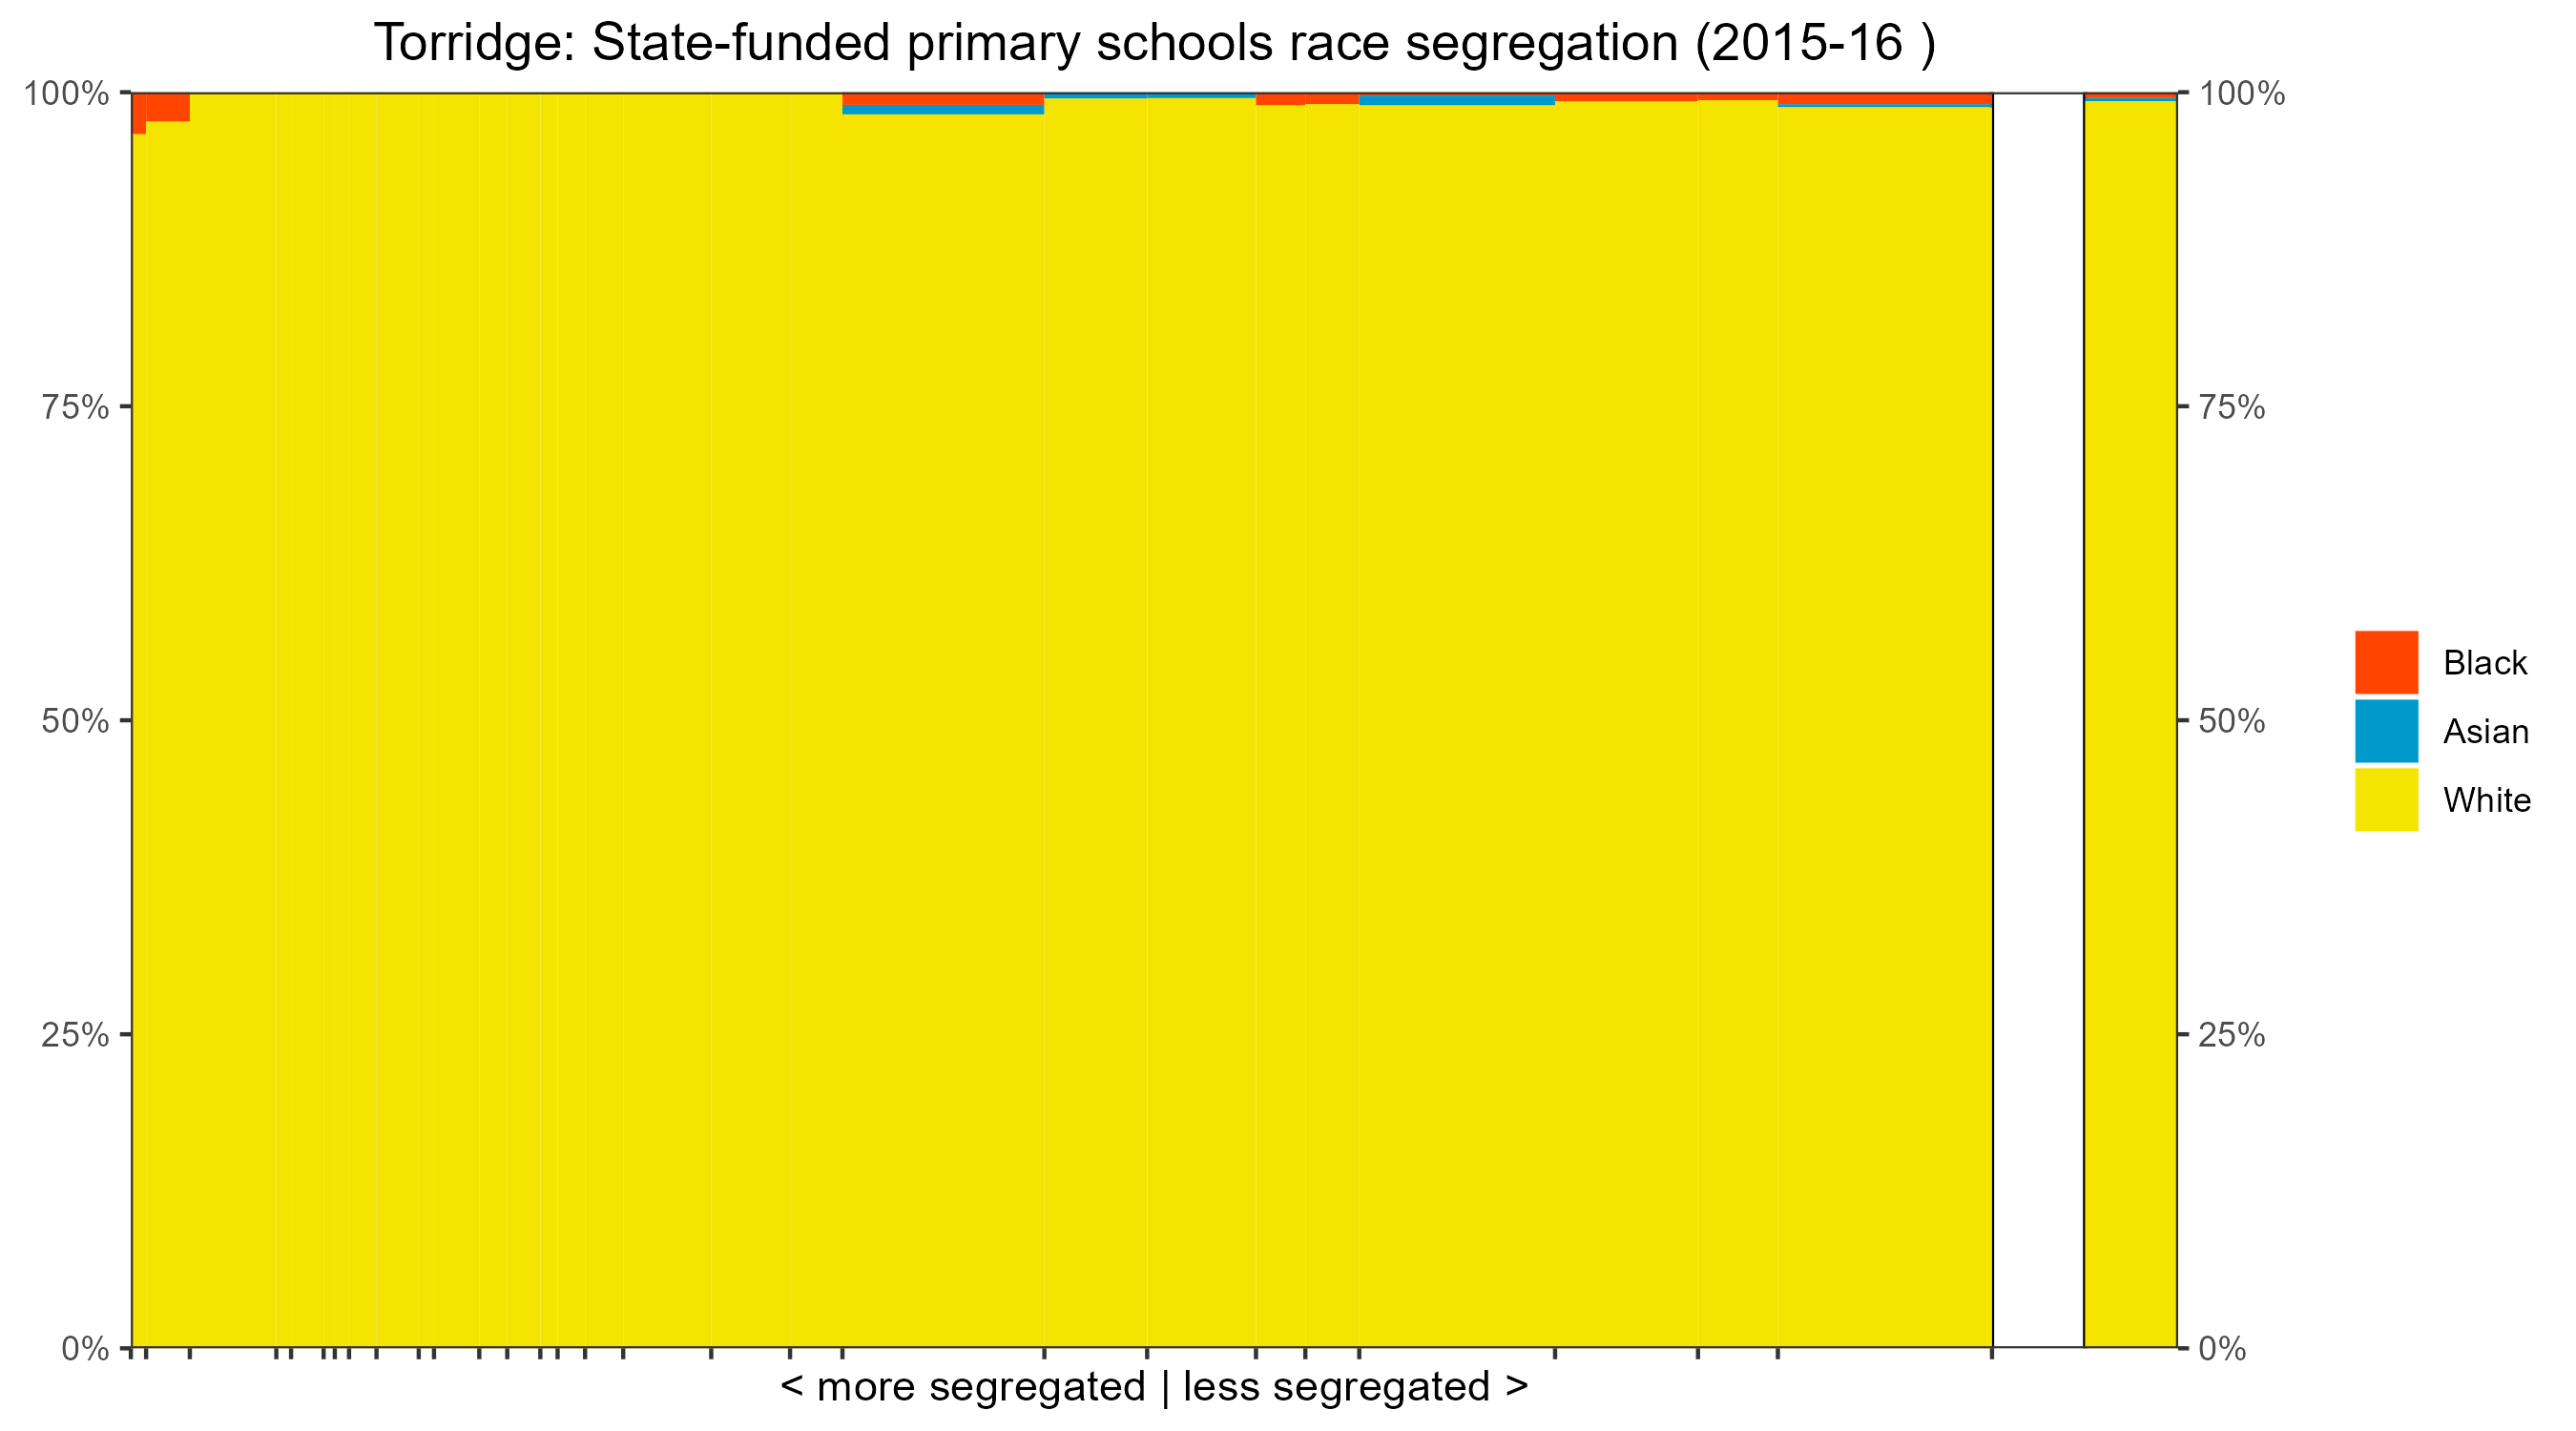 Torridge: State-funded primary schools race segregation (2015-16 )
100%
75%
50%
25%
0%
100%
75%
50%
25%
0%
Black
Asian
White
< more segregated | less segregated >